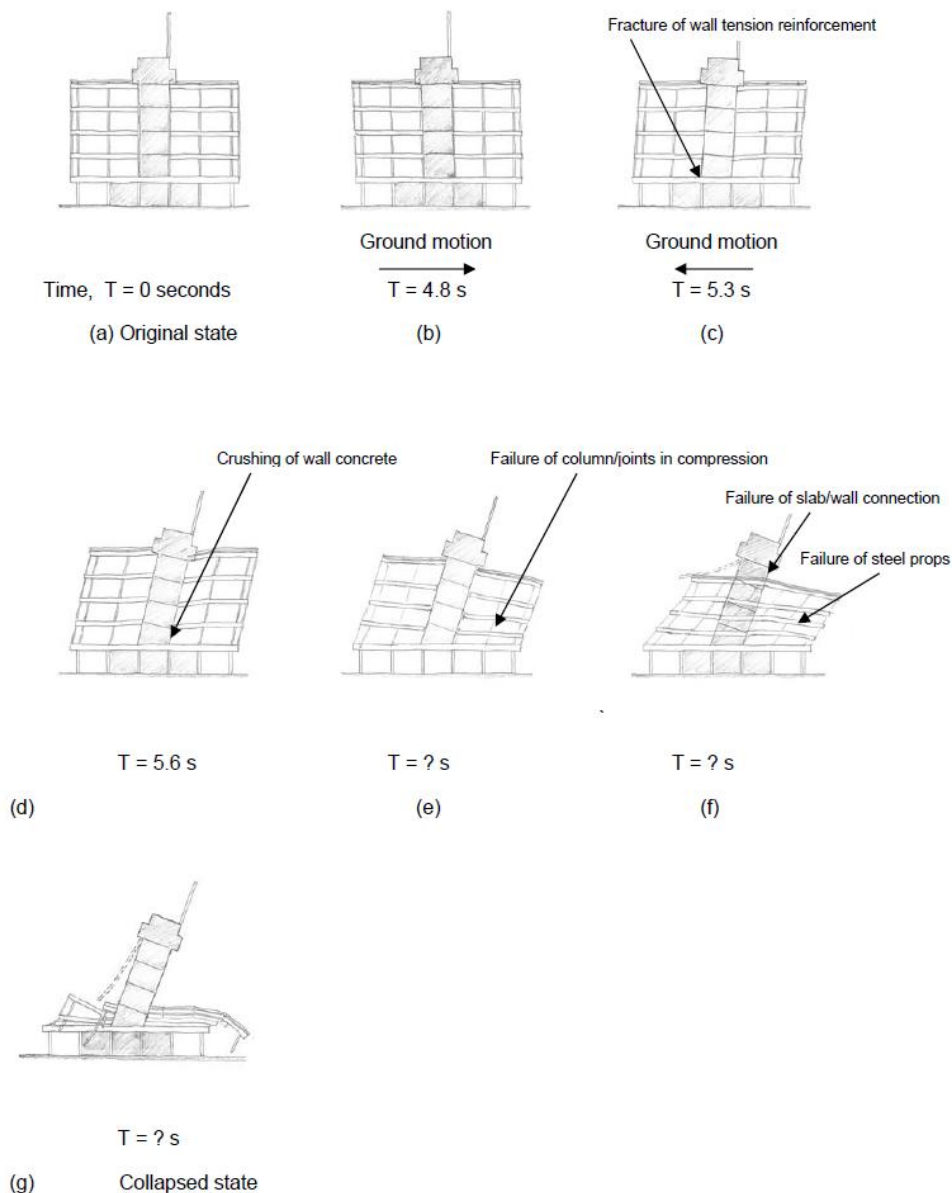 Fracture of wall tension reinforcement
Ground motion Ground motion
Time, T = 0 seconds T = 4.8 s T = 5.3 s
(a) Original state (b) (c)
Crushing of wall concrete Failure of column/joints in compression
Failure of slab/wall connection
Failure of steel props
T = 5.6 s T = ? s T = ? s
(d) (e) (f)
T = ? s
(g) Collapsed state